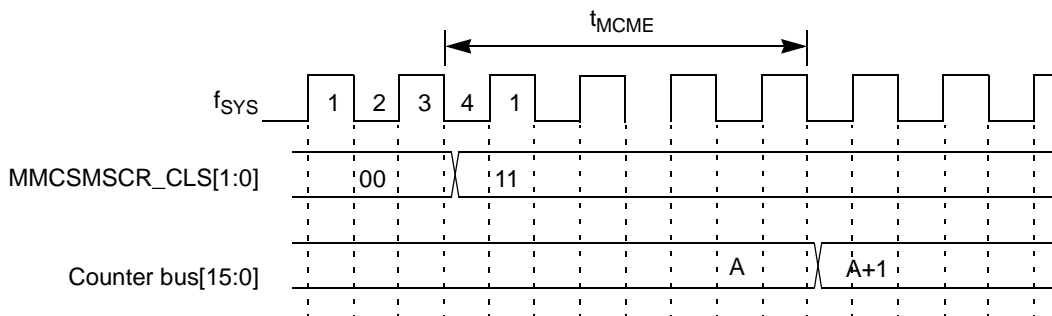 tMCME
fSYS 1 2 3 4 1
MMCSMSCR_CLS[1:0] 00 11
Counter bus[15:0] A A+1